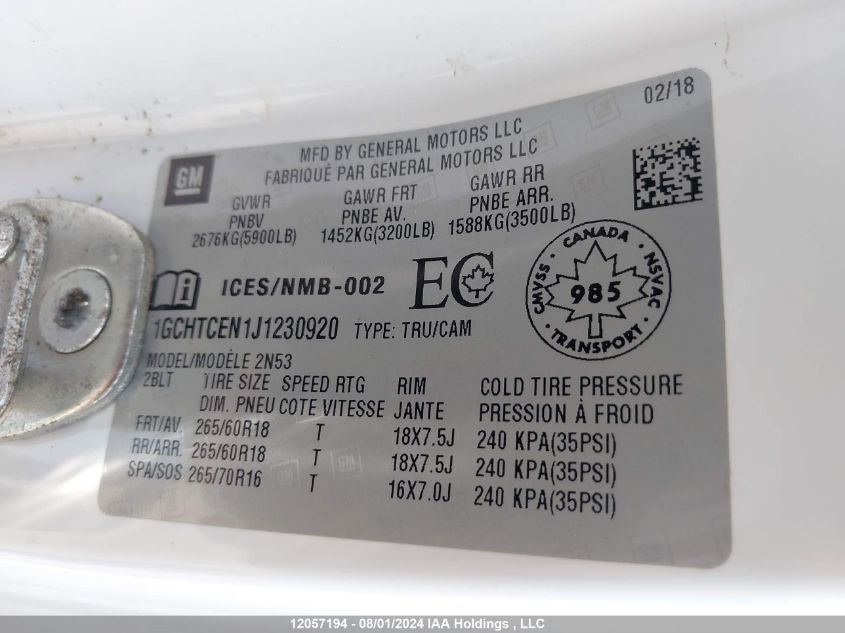 02/18
GM
MFD BY GENERAL MOTORS LLC
FABRIQUÉ PAR GENERAL MOTORS LLC
GVWR GAWR FRT GAWR RR
PNBV PNBE AV. PNBE ARR.
2676KG(5900LB) 1452KG(3200LB) 1588KG(3500LB)
i ICES/NMB-002 EC
CANADA
CMVSS 985 NSVAC
TRANSPORT
1GCHTCEN1J1230920 TYPE: TRU/CAM
MODEL/MODÈLE 2N53
2BLT TIRE SIZE SPEED RTG RIM COLD TIRE PRESSURE
DIM. PNEU COTE VITESSE JANTE PRESSION À FROID
FRT/AV. 265/60R18 T 18X7.5J 240 KPA(35PSI)
RR/ARR. 265/60R18 T 18X7.5J 240 KPA(35PSI)
SPA/SOS 265/70R16 T 16X7.0J 240 KPA(35PSI)
12057194 - 08/01/2024 IAA Holdings , LLC